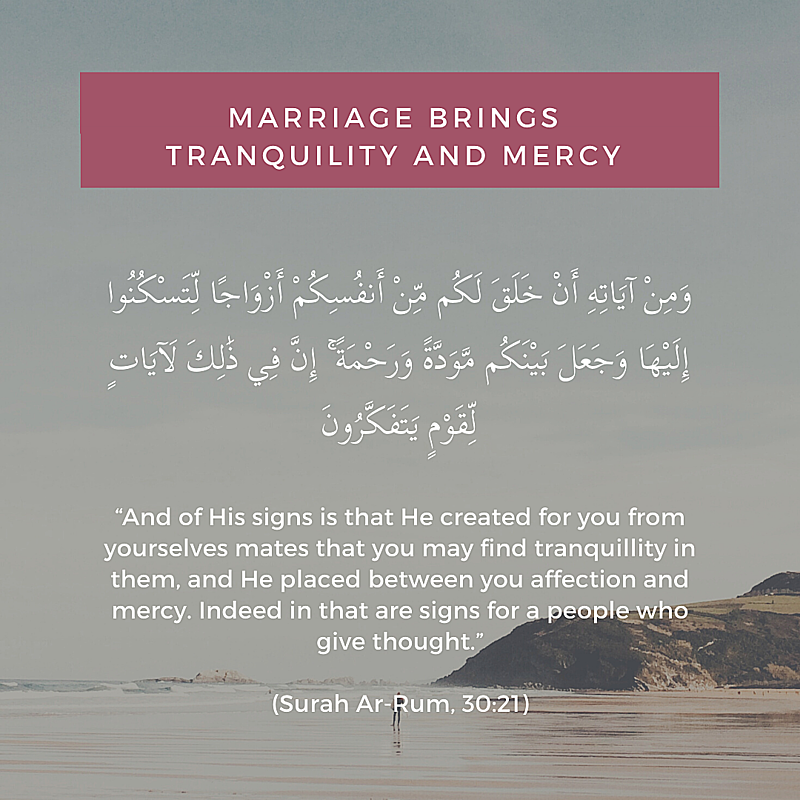 MARRIAGE BRINGS
TRANQUILITY AND MERCY
وَمِنْ آيَاتِهِ أَنْ خَلَقَ لَكُم مِّنْ أَنفُسِكُمْ أَزْوَاجًا لِّتَسْكُنُوا
إِلَيْهَا وَجَعَلَ بَيْنَكُم مَّوَدَّةً وَرَحْمَةً ۚ إِنَّ فِي ذَٰلِكَ لَآيَاتٍ
لِّقَوْمٍ يَتَفَكَّرُونَ
“And of His signs is that He created for you from
yourselves mates that you may find tranquillity in
them, and He placed between you affection and
mercy. Indeed in that are signs for a people who
give thought.”
(Surah Ar-Rum, 30:21)